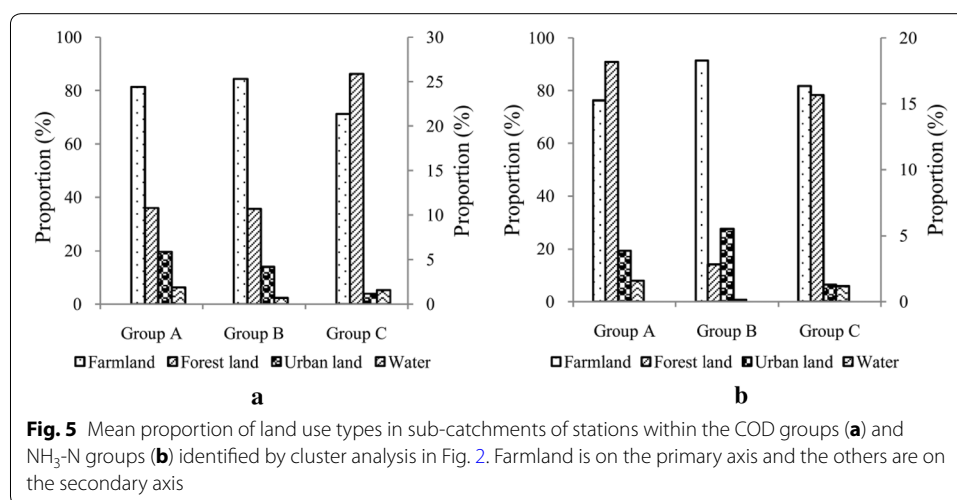 100
80
60
40
20
0
Proportion (%)
30
25
20
15
10
5
0
Proportion (%)
Group A Group B Group C
Farmland Forest land Urban land Water
a
100
80
60
40
20
0
Proportion (%)
20
15
10
5
0
Proportion (%)
Group A Group B Group C
Farmland Forest land Urban land Water
b
Fig. 5 Mean proportion of land use types in sub-catchments of stations within the COD groups (a) and
NH₃-N groups (b) identified by cluster analysis in Fig. 2. Farmland is on the primary axis and the others are on
the secondary axis